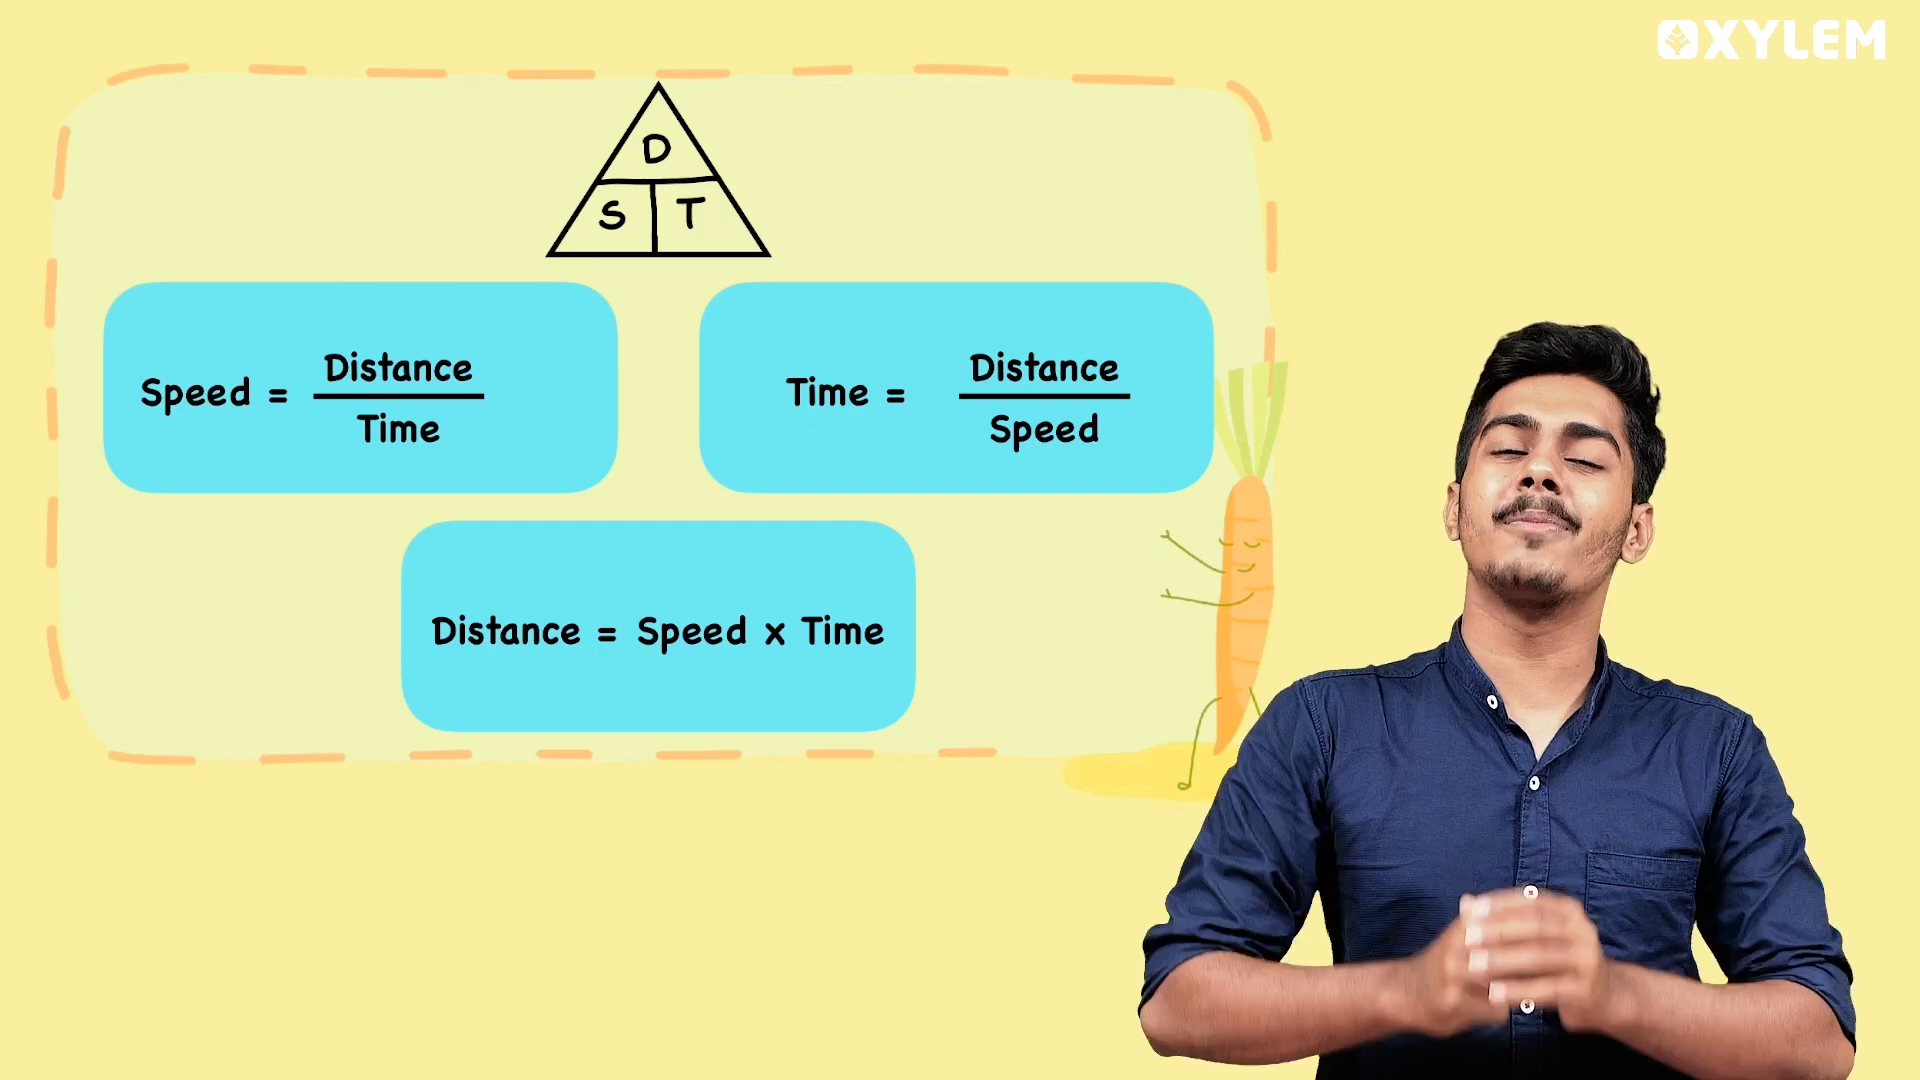 XYLEM
D
S T
Speed = Distance
Time
Time = Distance
Speed
Distance = Speed x Time